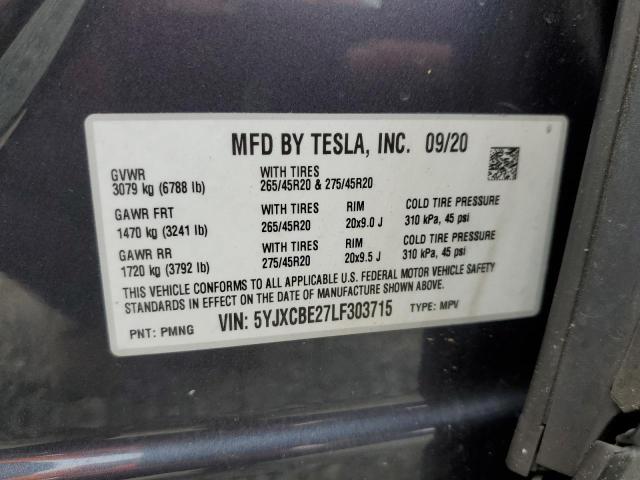 MFD BY TESLA, INC. 09/20
GVWR WITH TIRES
3079 kg (6788 lb) 265/45R20 & 275/45R20
GAWR FRT WITH TIRES RIM COLD TIRE PRESSURE
1470 kg (3241 lb) 265/45R20 20x9.0 J 310 kPa, 45 psi
GAWR RR WITH TIRES RIM COLD TIRE PRESSURE
1720 kg (3792 lb) 275/45R20 20x9.5 J 310 kPa, 45 psi
THIS VEHICLE CONFORMS TO ALL APPLICABLE U.S. FEDERAL MOTOR VEHICLE SAFETY
STANDARDS IN EFFECT ON THE DATE OF MANUFACTURE SHOWN ABOVE.
PNT: PMNG VIN: 5YJXCBE27LF303715 TYPE: MPV